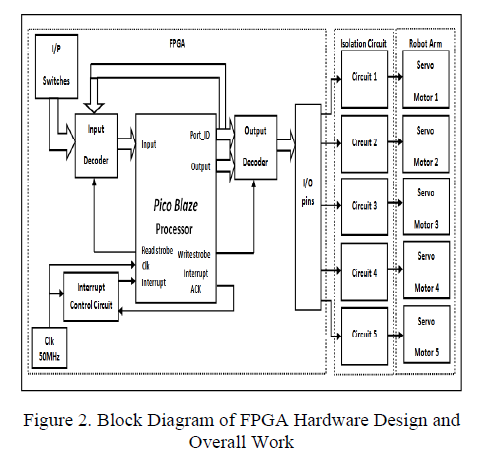 FPGA
Isolation Circuit
Robot Arm
I/P
Switches
Input
Decoder
Input
Port_ID
Output
Pico Blaze
Processor
Readstrobe
Writestrobe
Clk
Interrupt
Interrupt
ACK
Output
Decoder
Interrupt
Control Circuit
Clk
50MHz
I/O
pins
Circuit 1
Circuit 2
Circuit 3
Circuit 4
Circuit 5
Servo
Motor 1
Servo
Motor 2
Servo
Motor 3
Servo
Motor 4
Servo
Motor 5
Figure 2. Block Diagram of FPGA Hardware Design and
Overall Work